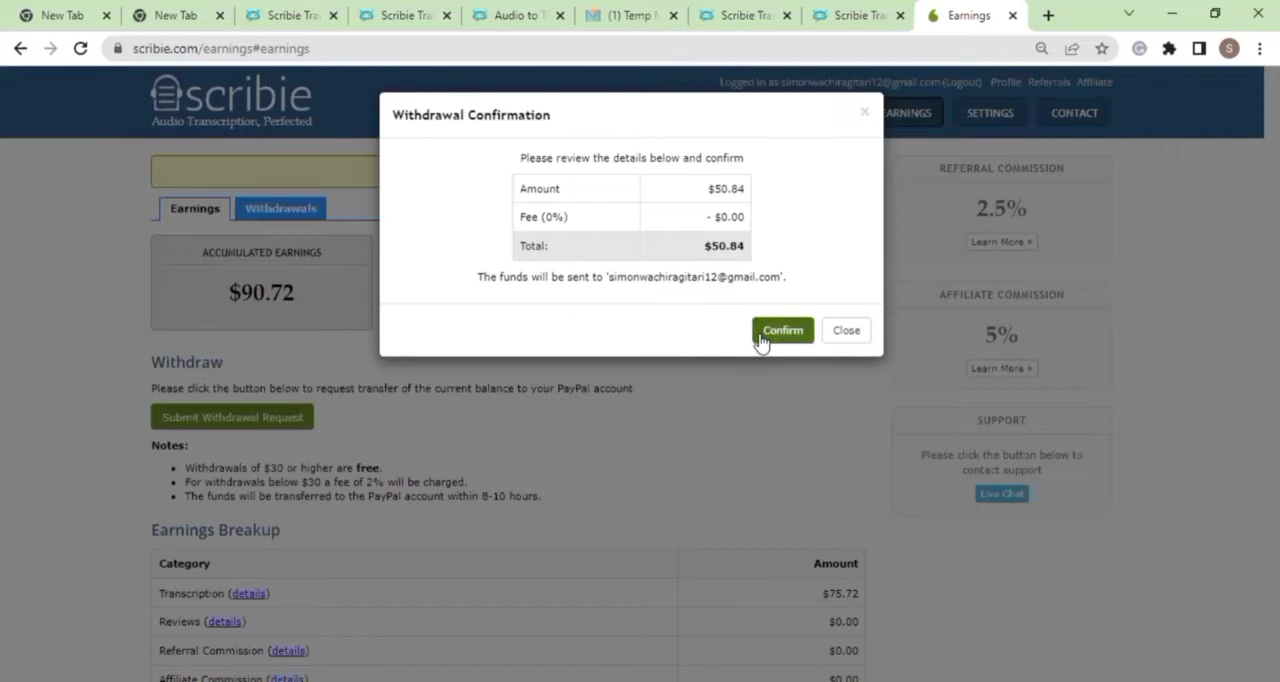 New Tab
New Tab
Scribie Tra
Scribie Tra
Audio to T
(1) Temp M
Scribie Tra
Scribie Tra
Earnings
scribie.com/earnings#earnings
S
scribie
Audio Transcription, Perfected
Logged in as simonwachiragitari12@gmail.com (Logout) Profile Referrals Affiliate
EARNINGS
SETTINGS
CONTACT
Withdrawal Confirmation
×
Please review the details below and confirm
Amount $50.84
Fee (0%) - $0.00
Total: $50.84
The funds will be sent to 'simonwachiragitari12@gmail.com'.
Confirm
Close
Earnings
Withdrawals
ACCUMULATED EARNINGS
$90.72
Withdraw
Please click the button below to request transfer of the current balance to your PayPal account
Submit Withdrawal Request
Notes:
• Withdrawals of $30 or higher are free.
• For withdrawals below $30 a fee of 2% will be charged.
• The funds will be transferred to the PayPal account within 8-10 hours.
Earnings Breakup
Category Amount
Transcription (details) $75.72
Reviews (details) $0.00
Referral Commission (details) $0.00
Affiliate Commission (details) $0.00
REFERRAL COMMISSION
2.5%
Learn More »
AFFILIATE COMMISSION
5%
Learn More »
SUPPORT
Please click the button below to
contact support
Live Chat